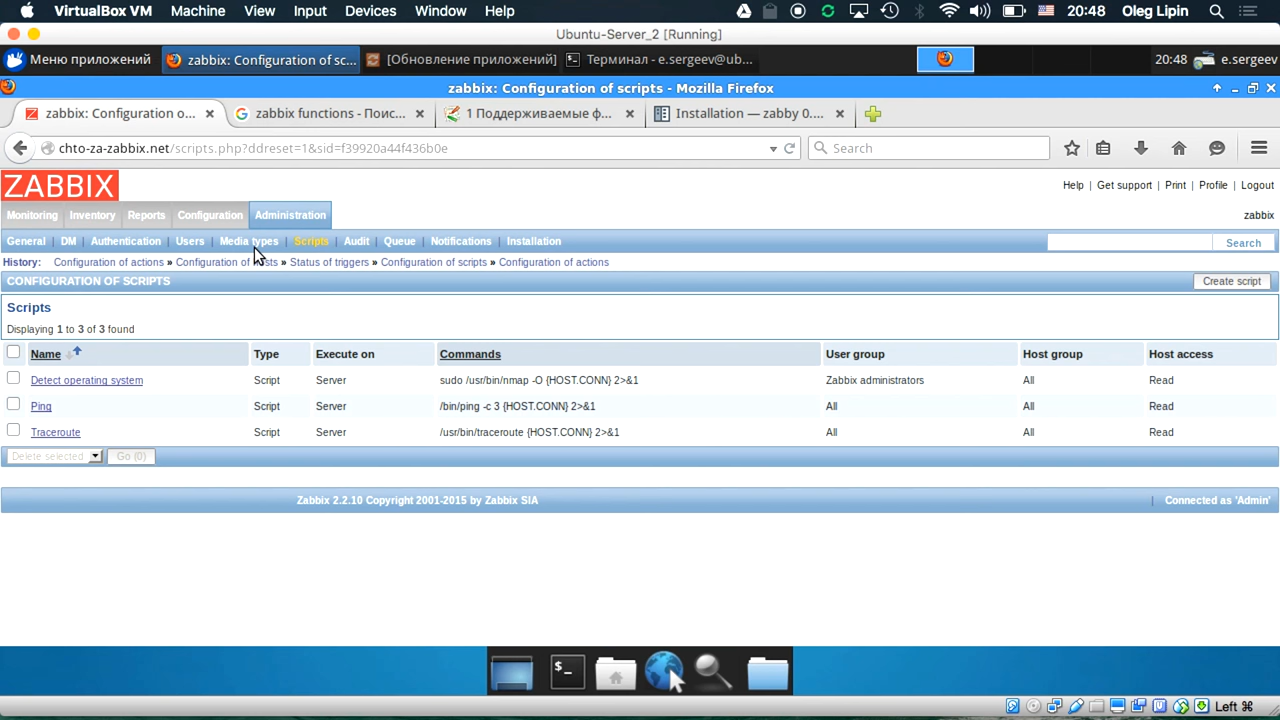 VirtualBox VM Machine View Input Devices Window Help 20:48 Oleg Lipin
Ubuntu-Server_2 [Running]
Меню приложений zabbix: Configuration of sc... [Обновление приложений] Терминал - e.sergeev@ub... 20:48 e.sergeev
zabbix: Configuration of scripts - Mozilla Firefox
zabbix: Configuration o... zabbix functions - Поис... 1 Поддерживаемые ф... Installation — zabby 0....
chto-za-zabbix.net/scripts.php?ddreset=1&sid=f39920a44f436b0e Search
ZABBIX Help | Get support | Print | Profile | Logout
Monitoring Inventory Reports Configuration Administration zabbix
General | DM | Authentication | Users | Media types | Scripts | Audit | Queue | Notifications | Installation Search
History: Configuration of actions » Configuration of hosts » Status of triggers » Configuration of scripts » Configuration of actions
CONFIGURATION OF SCRIPTS Create script
Scripts
Displaying 1 to 3 of 3 found
Name Type Execute on Commands User group Host group Host access
Detect operating system Script Server sudo /usr/bin/nmap -O {HOST.CONN} 2>&1 Zabbix administrators All Read
Ping Script Server /bin/ping -c 3 {HOST.CONN} 2>&1 All All Read
Traceroute Script Server /usr/bin/traceroute {HOST.CONN} 2>&1 All All Read
Delete selected Go (0)
Zabbix 2.2.10 Copyright 2001-2015 by Zabbix SIA | Connected as 'Admin'
$ _
Left ⌘